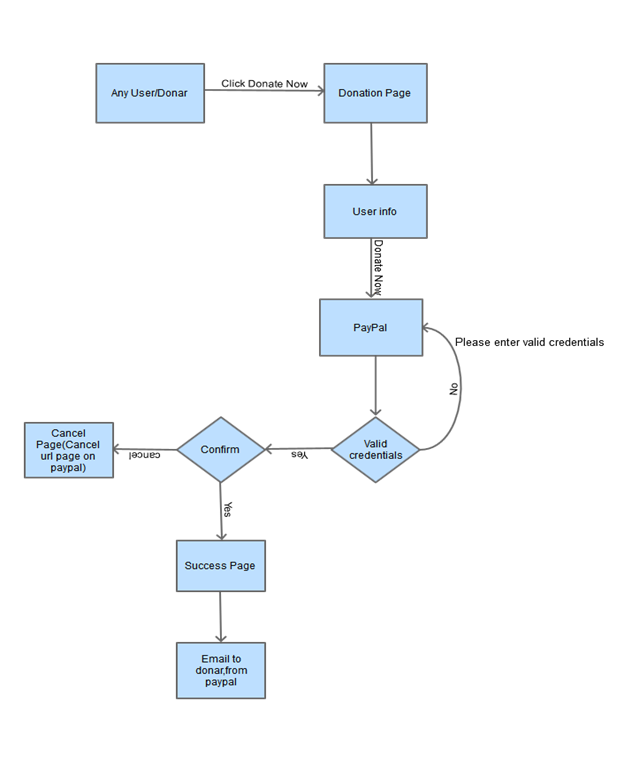 Click Donate Now
Any User/Donar
Donation Page
User info
Donate Now
PayPal
Please enter valid credentials
No
Valid
credentials
Yes
Confirm
cancel
Cancel
Page(Cancel
url page on
paypal)
Yes
Success Page
Email to
donar,from
paypal